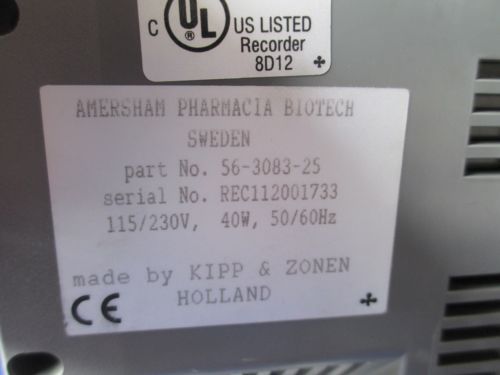 C UL ® US LISTED
Recorder
8D12
AMERSHAM PHARMACIA BIOTECH
SWEDEN
part No. 56-3083-25
serial No. REC112001733
115/230V, 40W, 50/60Hz
made by KIPP & ZONEN
HOLLAND
CE